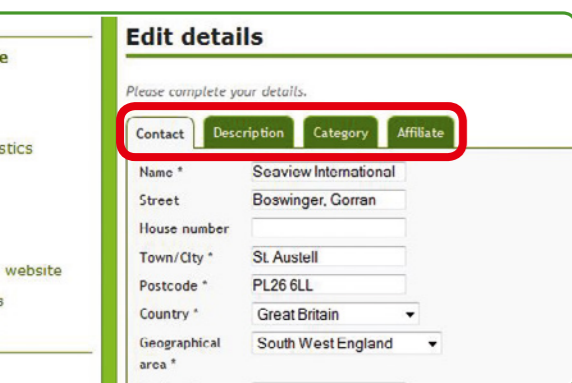 Edit details
e
Please complete your details.
Contact Description Category Affiliate
stics
Name * Seaview International
Street Boswinger, Gorran
House number
Town/City * St. Austell
website
Postcode * PL26 6LL
s
Country * Great Britain
Geographical area * South West England